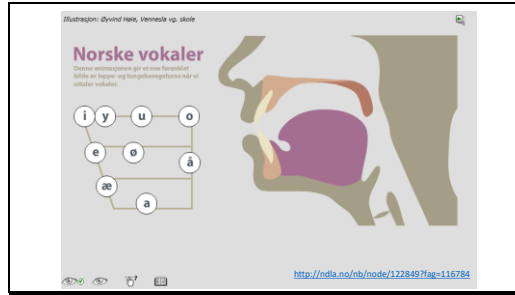 Illustrasjon: Øyvind Høie, Vennesla vg. skole
Norske vokaler
Denne animasjonen gir et noe forenklet
bilde av leppe- og tungebevegelsene når vi
uttaler vokaler.
i y u o
e ø å
æ
a
http://ndla.no/nb/node/122849?fag=116784